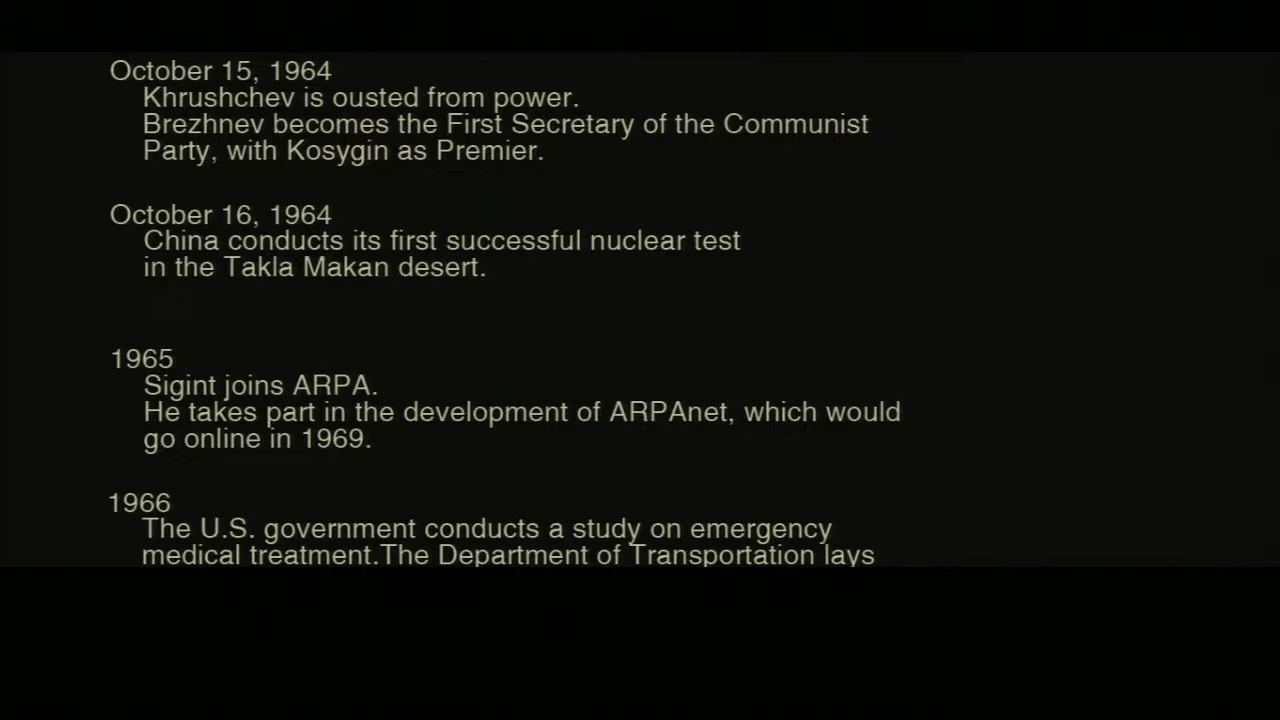 October 15, 1964
Khrushchev is ousted from power.
Brezhnev becomes the First Secretary of the Communist
Party, with Kosygin as Premier.
October 16, 1964
China conducts its first successful nuclear test
in the Takla Makan desert.
1965
Sigint joins ARPA.
He takes part in the development of ARPAnet, which would
go online in 1969.
1966
The U.S. government conducts a study on emergency
medical treatment.The Department of Transportation lays